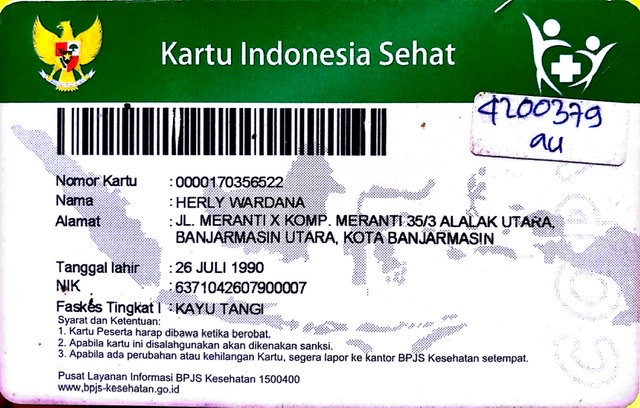 Kartu Indonesia Sehat
4200379
au
Nomor Kartu : 0000170356522
Nama : HERLY WARDANA
Alamat : JL. MERANTI X KOMP. MERANTI 35/3 ALALAK UTARA,
BANJARMASIN UTARA, KOTA BANJARMASIN
Tanggal lahir : 26 JULI 1990
NIK : 6371042607900007
Faskes Tingkat I : KAYU TANGI
Syarat dan Ketentuan:
1. Kartu Peserta harap dibawa ketika berobat.
2. Apabila kartu ini disalahgunakan akan dikenakan sanksi.
3. Apabila ada perubahan atau kehilangan Kartu, segera lapor ke kantor BPJS Kesehatan setempat.
Pusat Layanan Informasi BPJS Kesehatan 1500400
www.bpjs-kesehatan.go.id